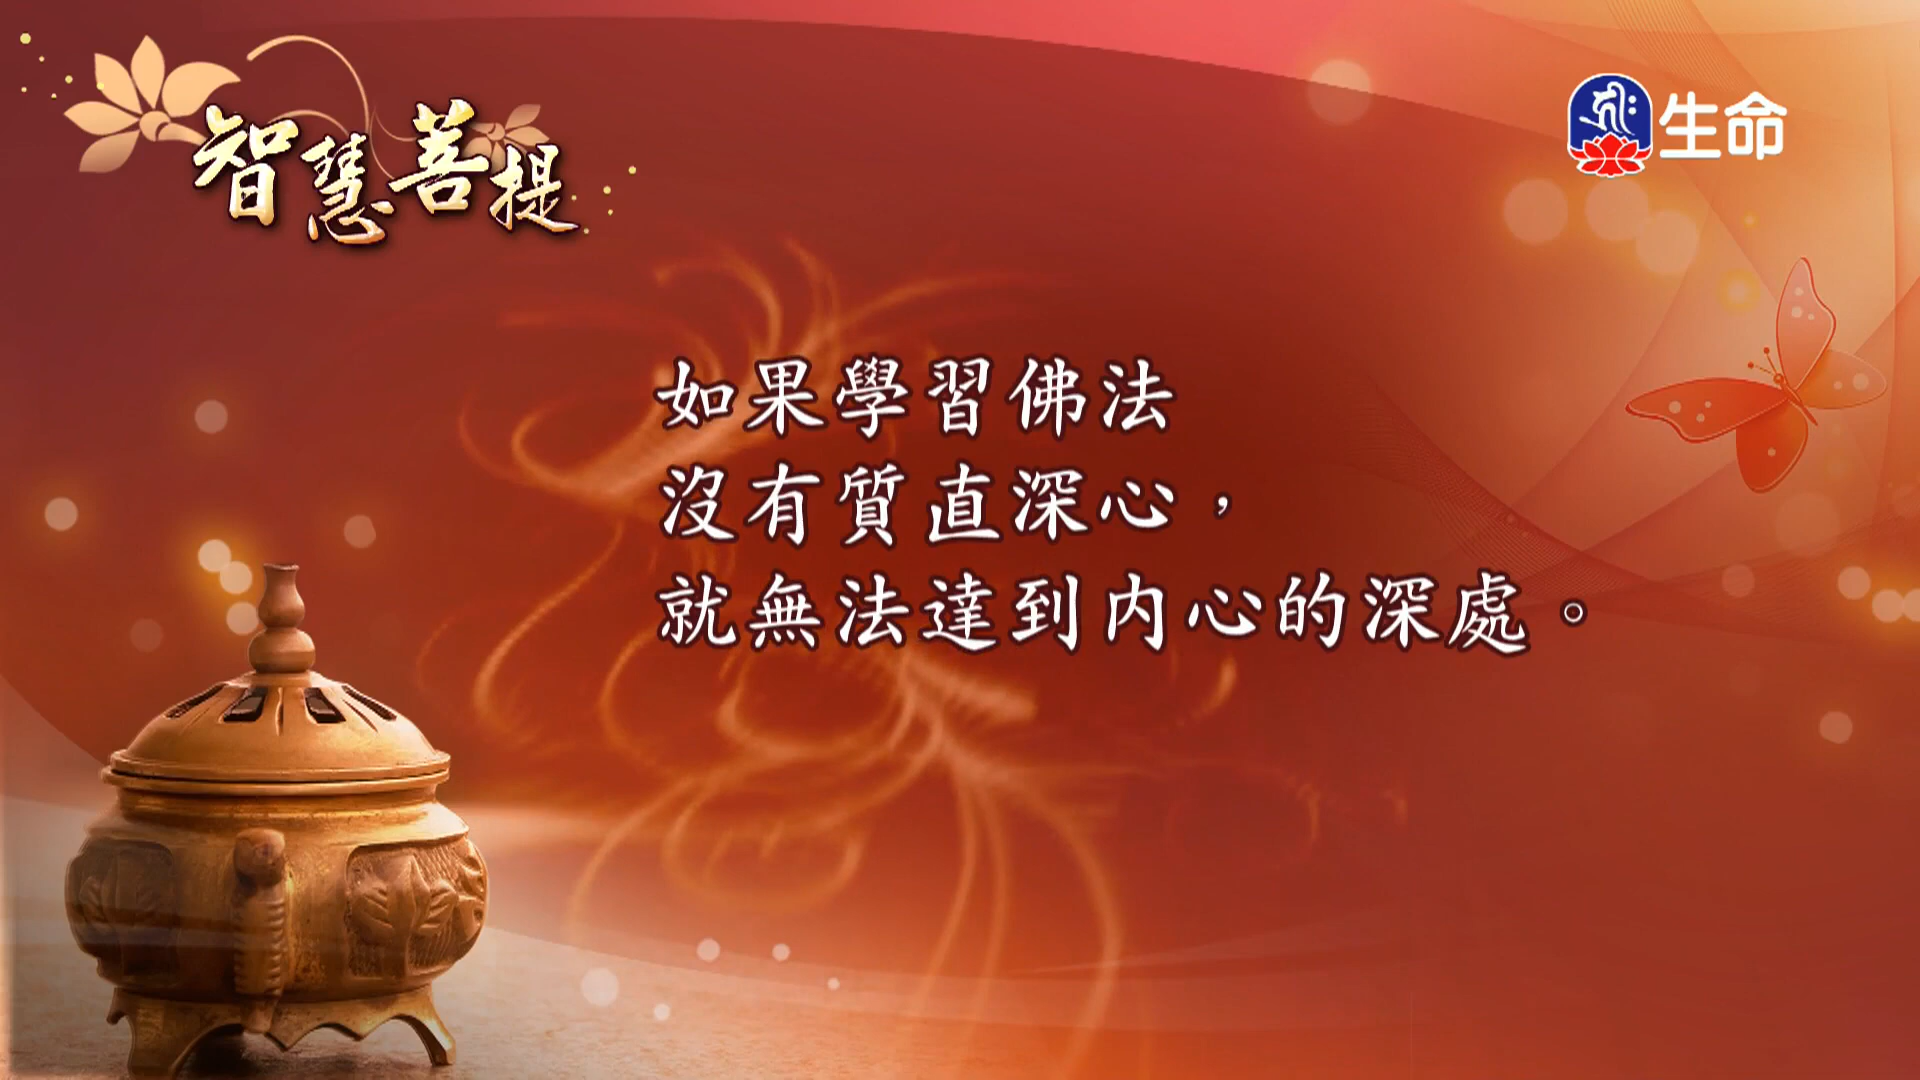 智慧菩提
生命
如果學習佛法
沒有質直深心，
就無法達到內心的深處。